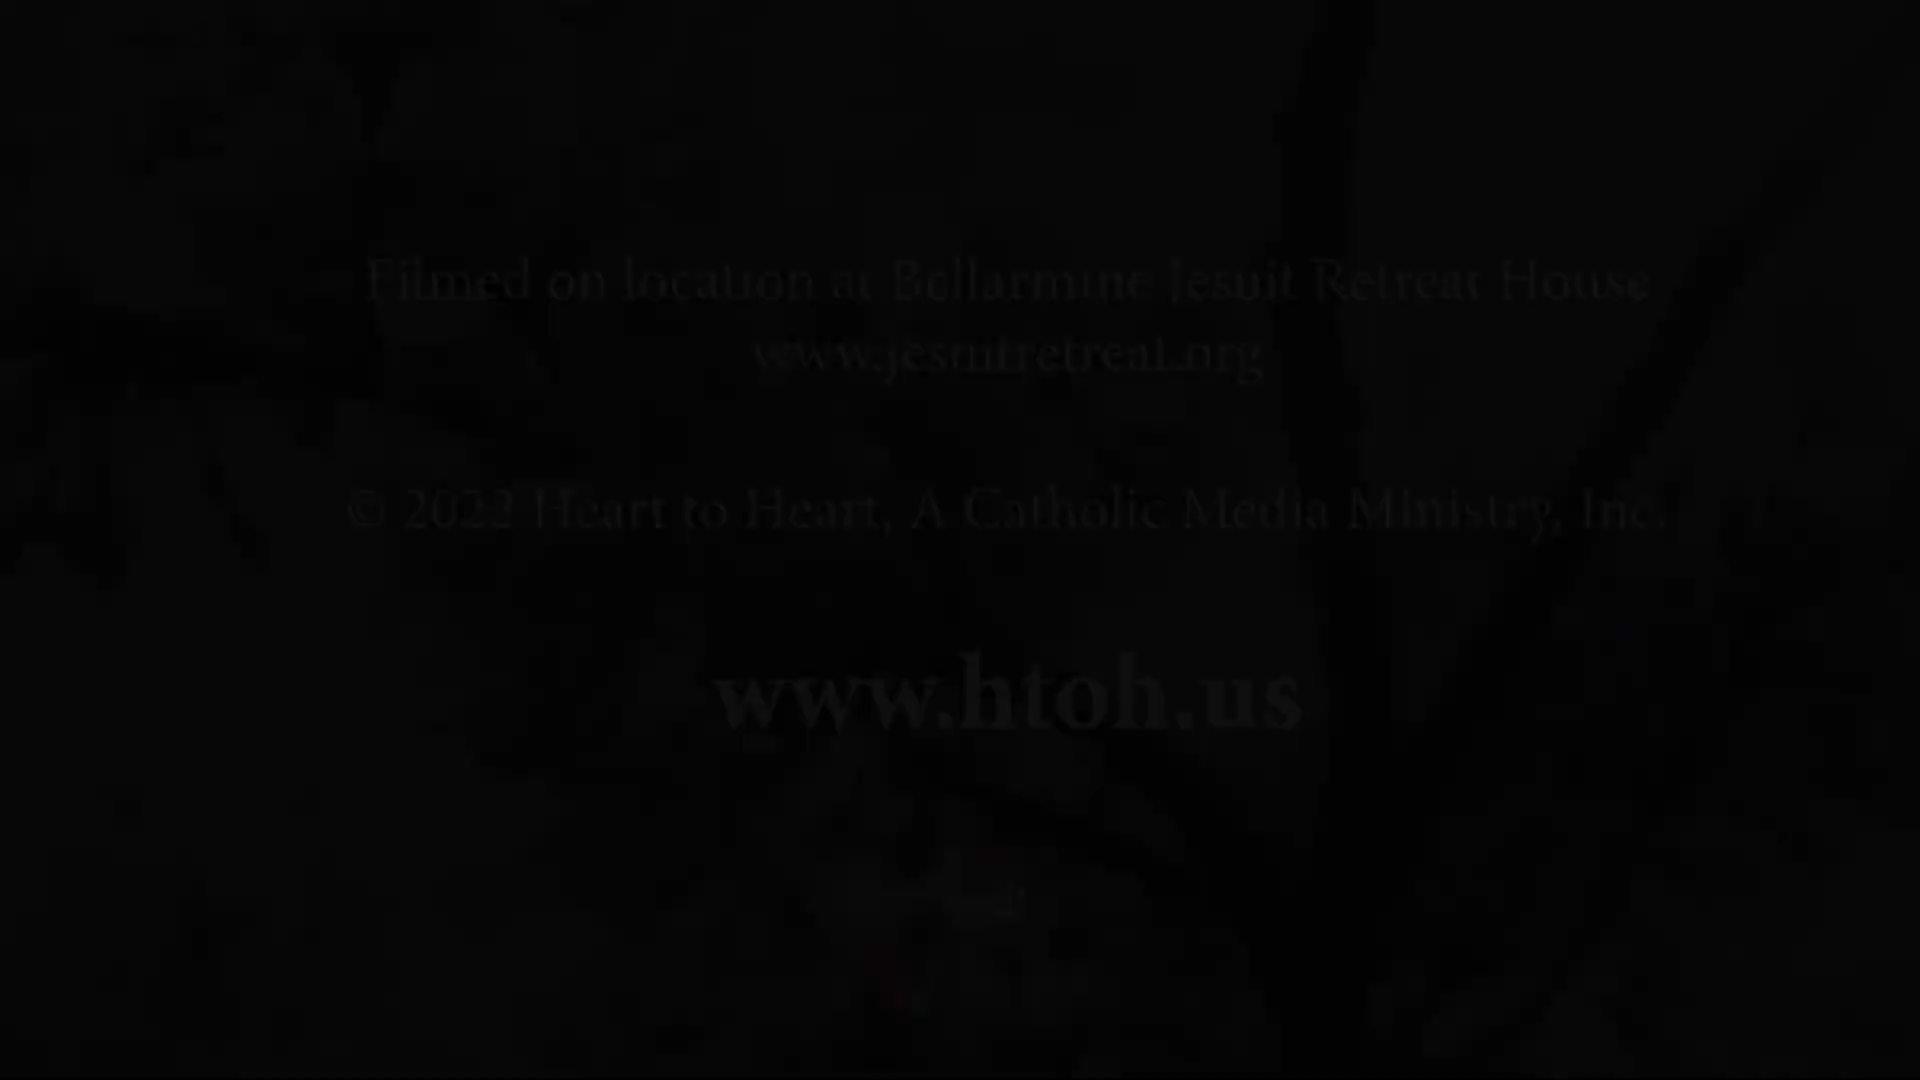 Filmed on location at Bellarmine Jesuit Retreat House
www.jesuitretreat.org
© 2022 Heart to Heart, A Catholic Media Ministry, Inc.
www.htoh.us